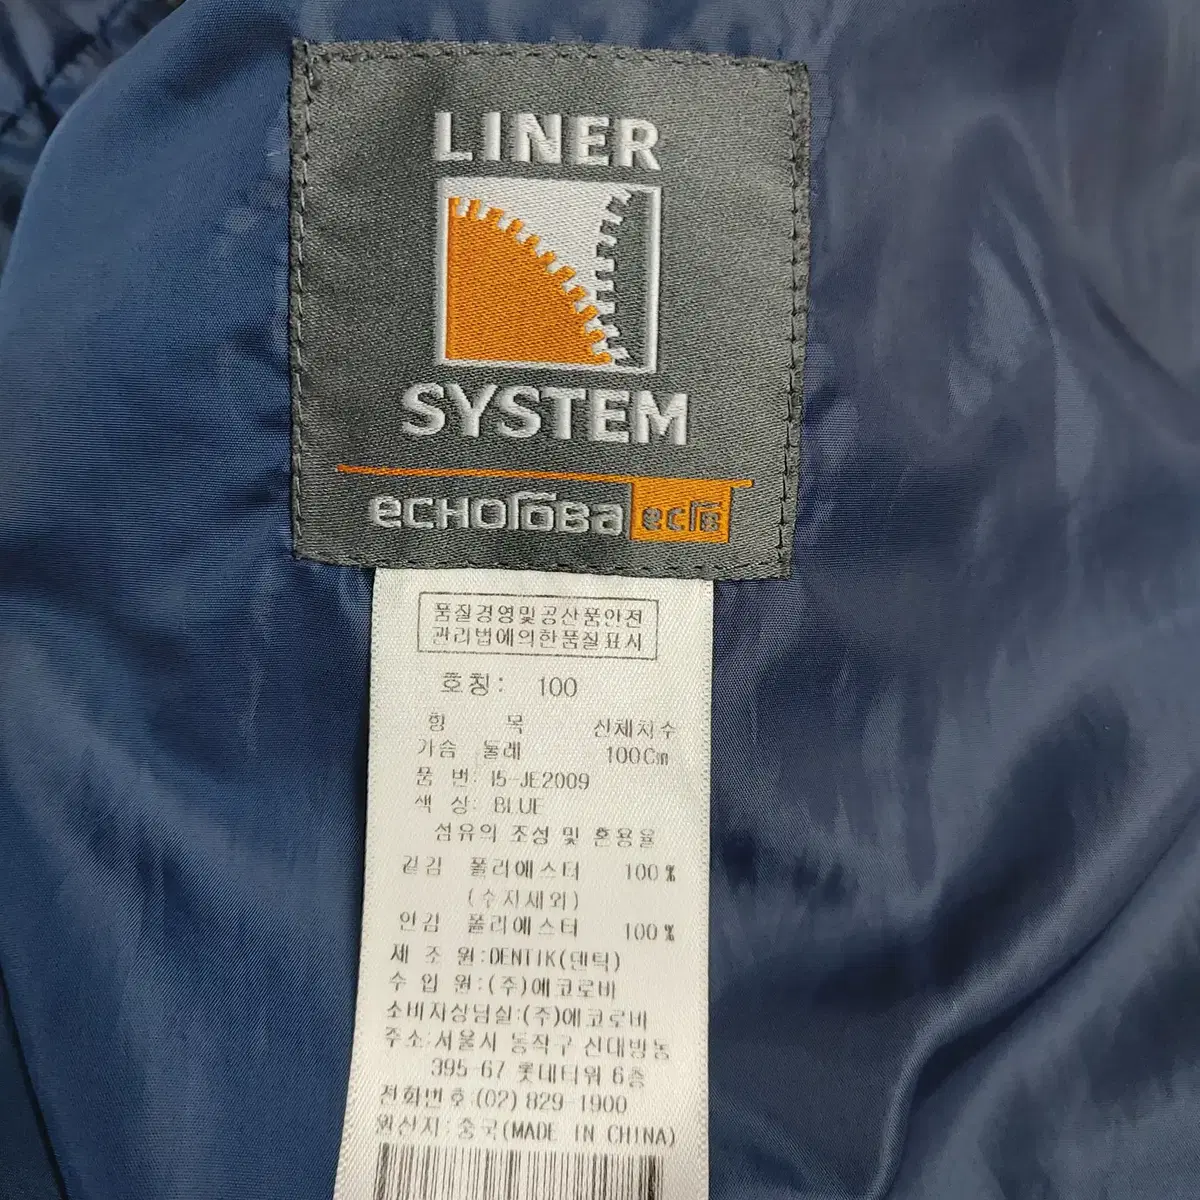 LINER
SYSTEM
ecHoroBa ecre
품질경영및공산품안전
관리법에의한품질표시
호칭: 100
항 목 신체치수
가슴 둘레 100Cm
품 번: I5-JE2009
색 상: BLUE
섬유의 조성 및 혼용율
겉감 폴리에스터 100%
(수지제외)
안감 폴리에스터 100%
제 조 원:DENTIK(덴틱)
수 입 원:(주)에코로바
소비자상담실:(주)에코로바
주소:서울시 동작구 신대방동
395-67 롯데타워 6층
전화번호:(02)829-1900
원산지:중국(MADE IN CHINA)